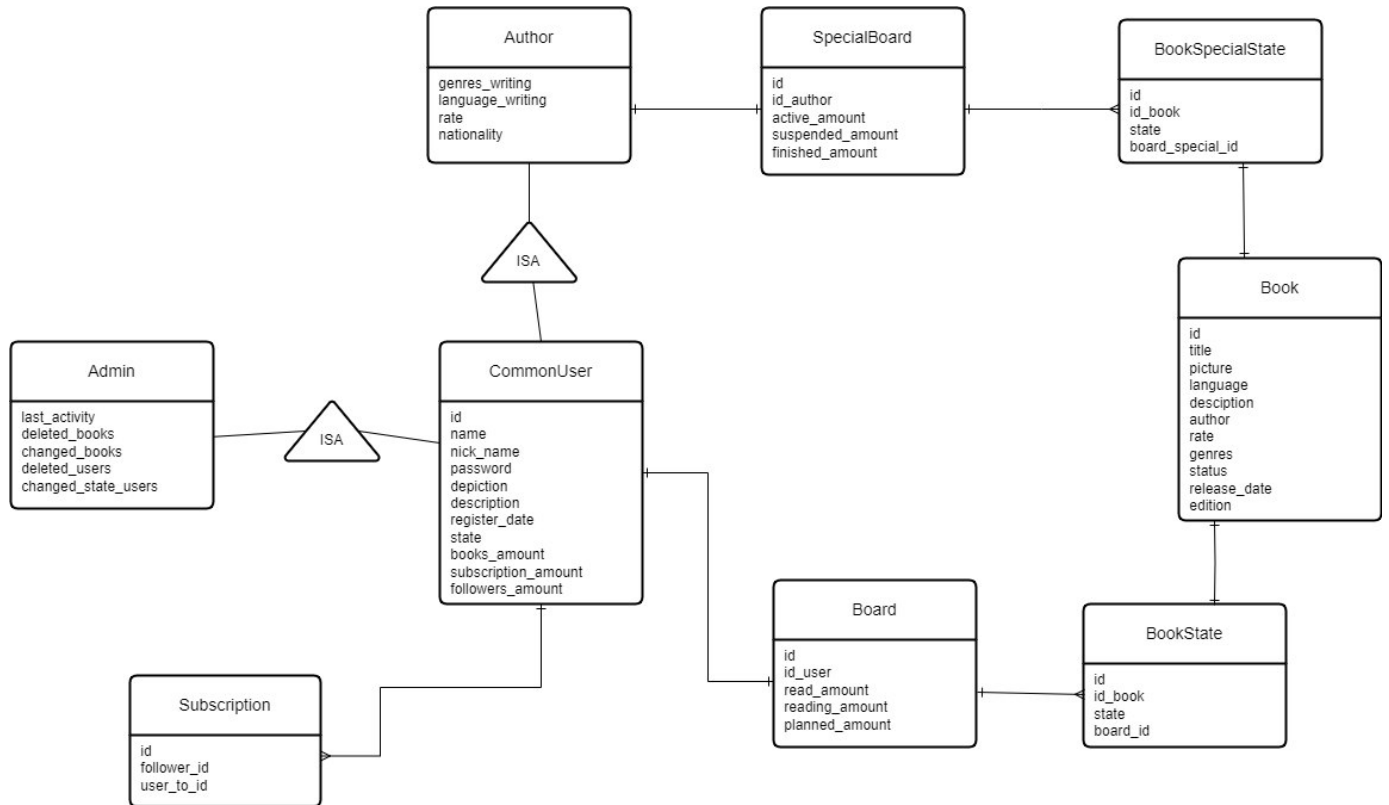 Author
genres_writing
language_writing
rate
nationality
SpecialBoard
id
id_author
active_amount
suspended_amount
finished_amount
BookSpecialState
id
id_book
state
board_special_id
ISA
Book
id
title
picture
language
desciption
author
rate
genres
status
release_date
edition
Admin
last_activity
deleted_books
changed_books
deleted_users
changed_state_users
ISA
CommonUser
id
name
nick_name
password
depiction
description
register_date
state
books_amount
subscription_amount
followers_amount
Board
id
id_user
read_amount
reading_amount
planned_amount
BookState
id
id_book
state
board_id
Subscription
id
follower_id
user_to_id